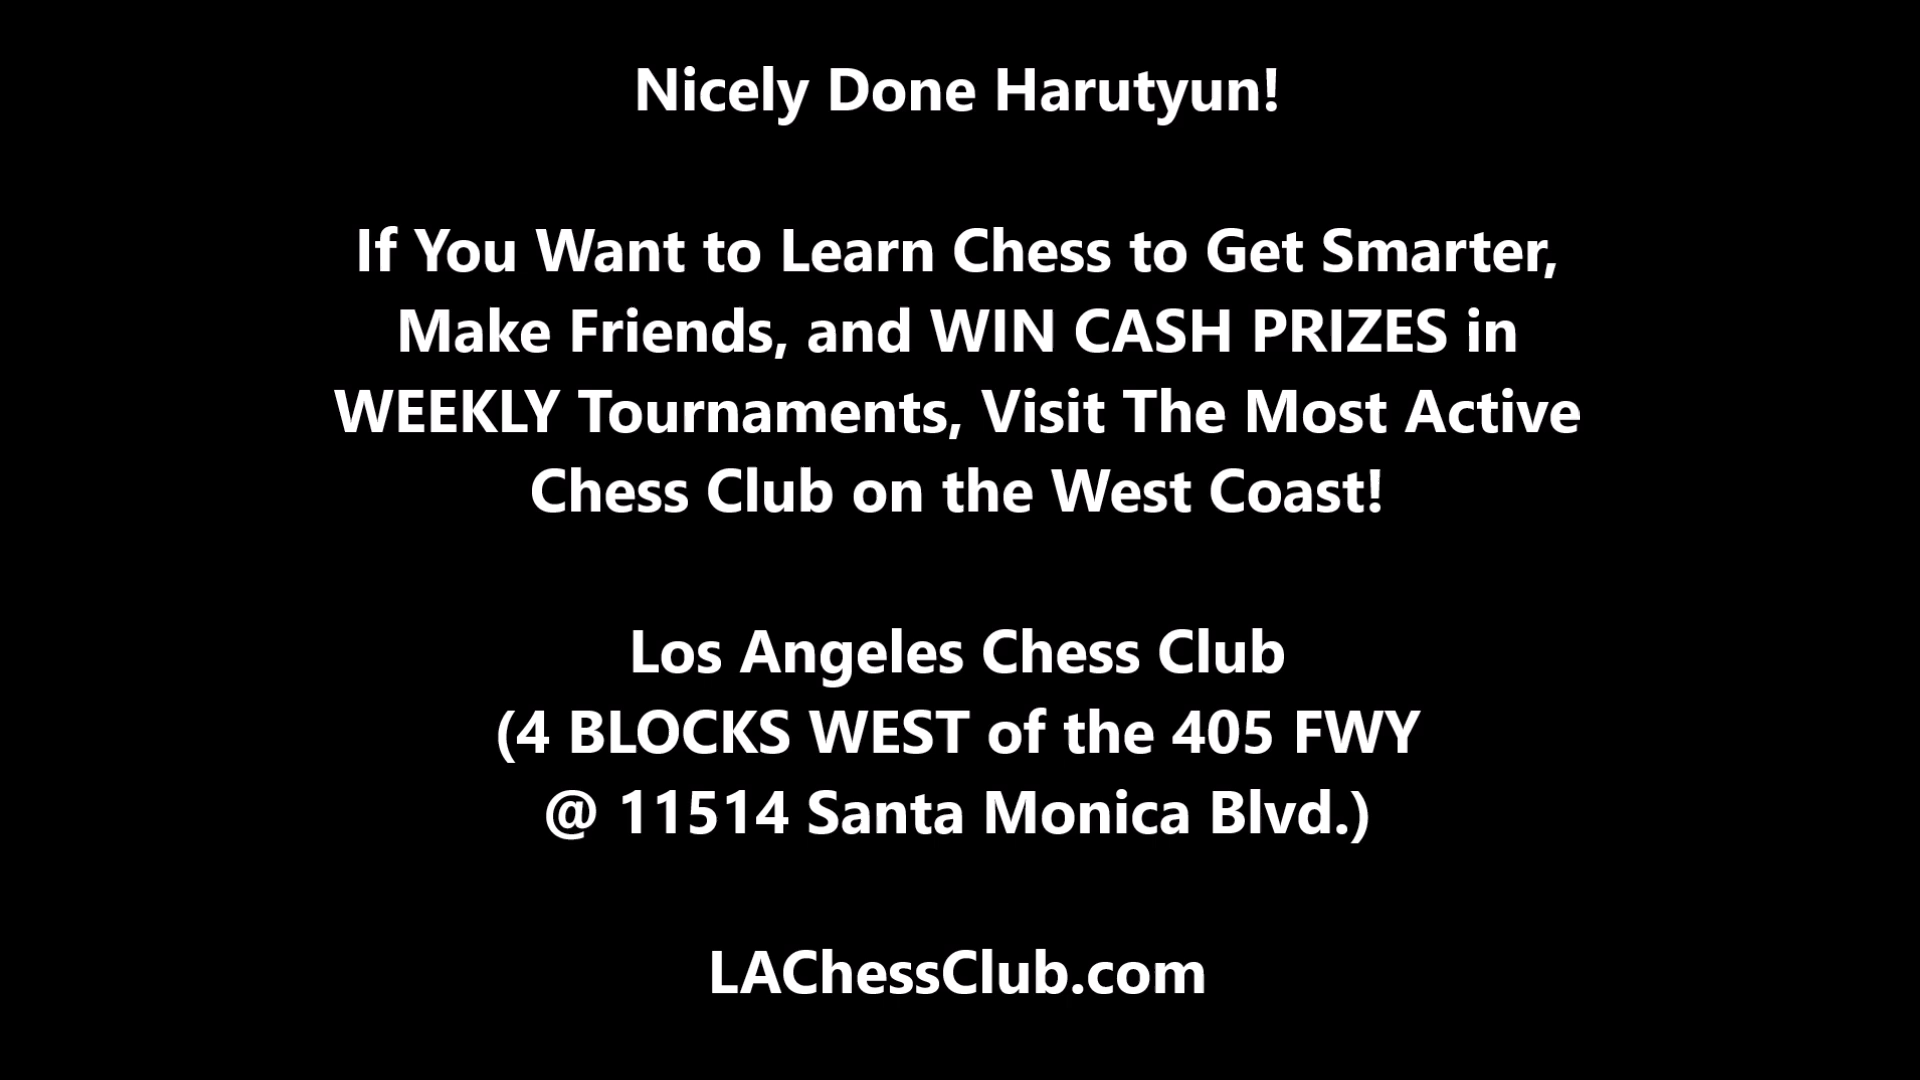 Nicely Done Harutyun!
If You Want to Learn Chess to Get Smarter,
Make Friends, and WIN CASH PRIZES in
WEEKLY Tournaments, Visit The Most Active
Chess Club on the West Coast!
Los Angeles Chess Club
(4 BLOCKS WEST of the 405 FWY
@ 11514 Santa Monica Blvd.)
LAChessClub.com